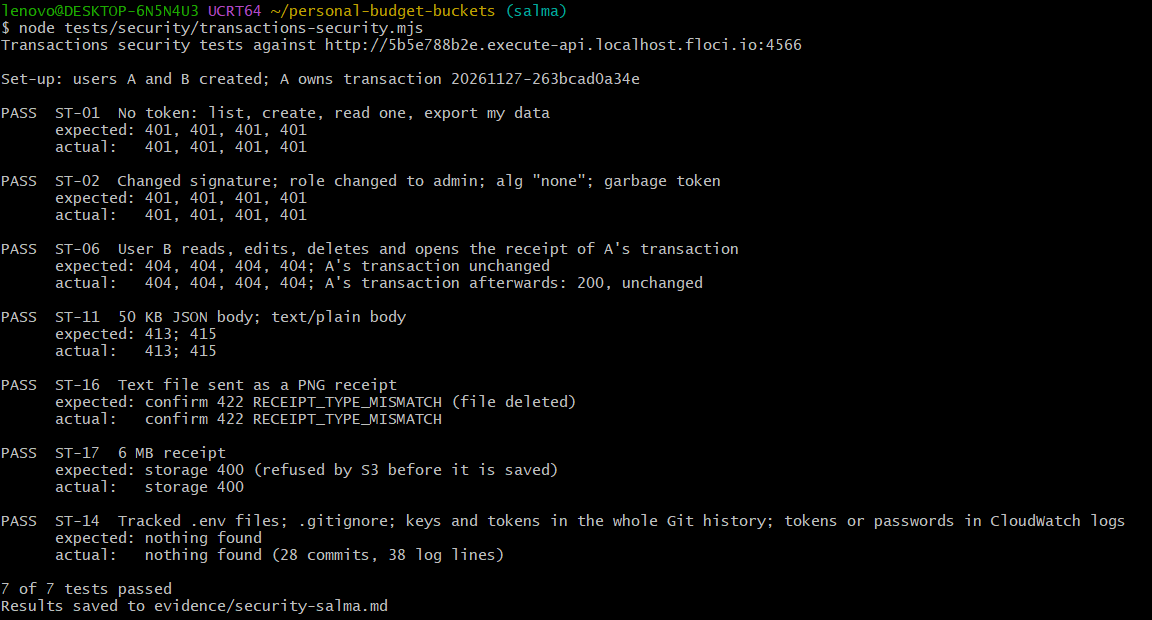 lenovo@DESKTOP-6N5N4U3 UCRT64 ~/personal-budget-buckets (salma)
$ node tests/security/transactions-security.mjs
Transactions security tests against http://5b5e788b2e.execute-api.localhost.floci.io:4566

Set-up: users A and B created; A owns transaction 20261127-263bcad0a34e

PASS  ST-01  No token: list, create, read one, export my data
      expected: 401, 401, 401, 401
      actual:   401, 401, 401, 401

PASS  ST-02  Changed signature; role changed to admin; alg "none"; garbage token
      expected: 401, 401, 401, 401
      actual:   401, 401, 401, 401

PASS  ST-06  User B reads, edits, deletes and opens the receipt of A's transaction
      expected: 404, 404, 404, 404; A's transaction unchanged
      actual:   404, 404, 404, 404; A's transaction afterwards: 200, unchanged

PASS  ST-11  50 KB JSON body; text/plain body
      expected: 413; 415
      actual:   413; 415

PASS  ST-16  Text file sent as a PNG receipt
      expected: confirm 422 RECEIPT_TYPE_MISMATCH (file deleted)
      actual:   confirm 422 RECEIPT_TYPE_MISMATCH

PASS  ST-17  6 MB receipt
      expected: storage 400 (refused by S3 before it is saved)
      actual:   storage 400

PASS  ST-14  Tracked .env files; .gitignore; keys and tokens in the whole Git history; tokens or passwords in CloudWatch logs
      expected: nothing found
      actual:   nothing found (28 commits, 38 log lines)

7 of 7 tests passed
Results saved to evidence/security-salma.md